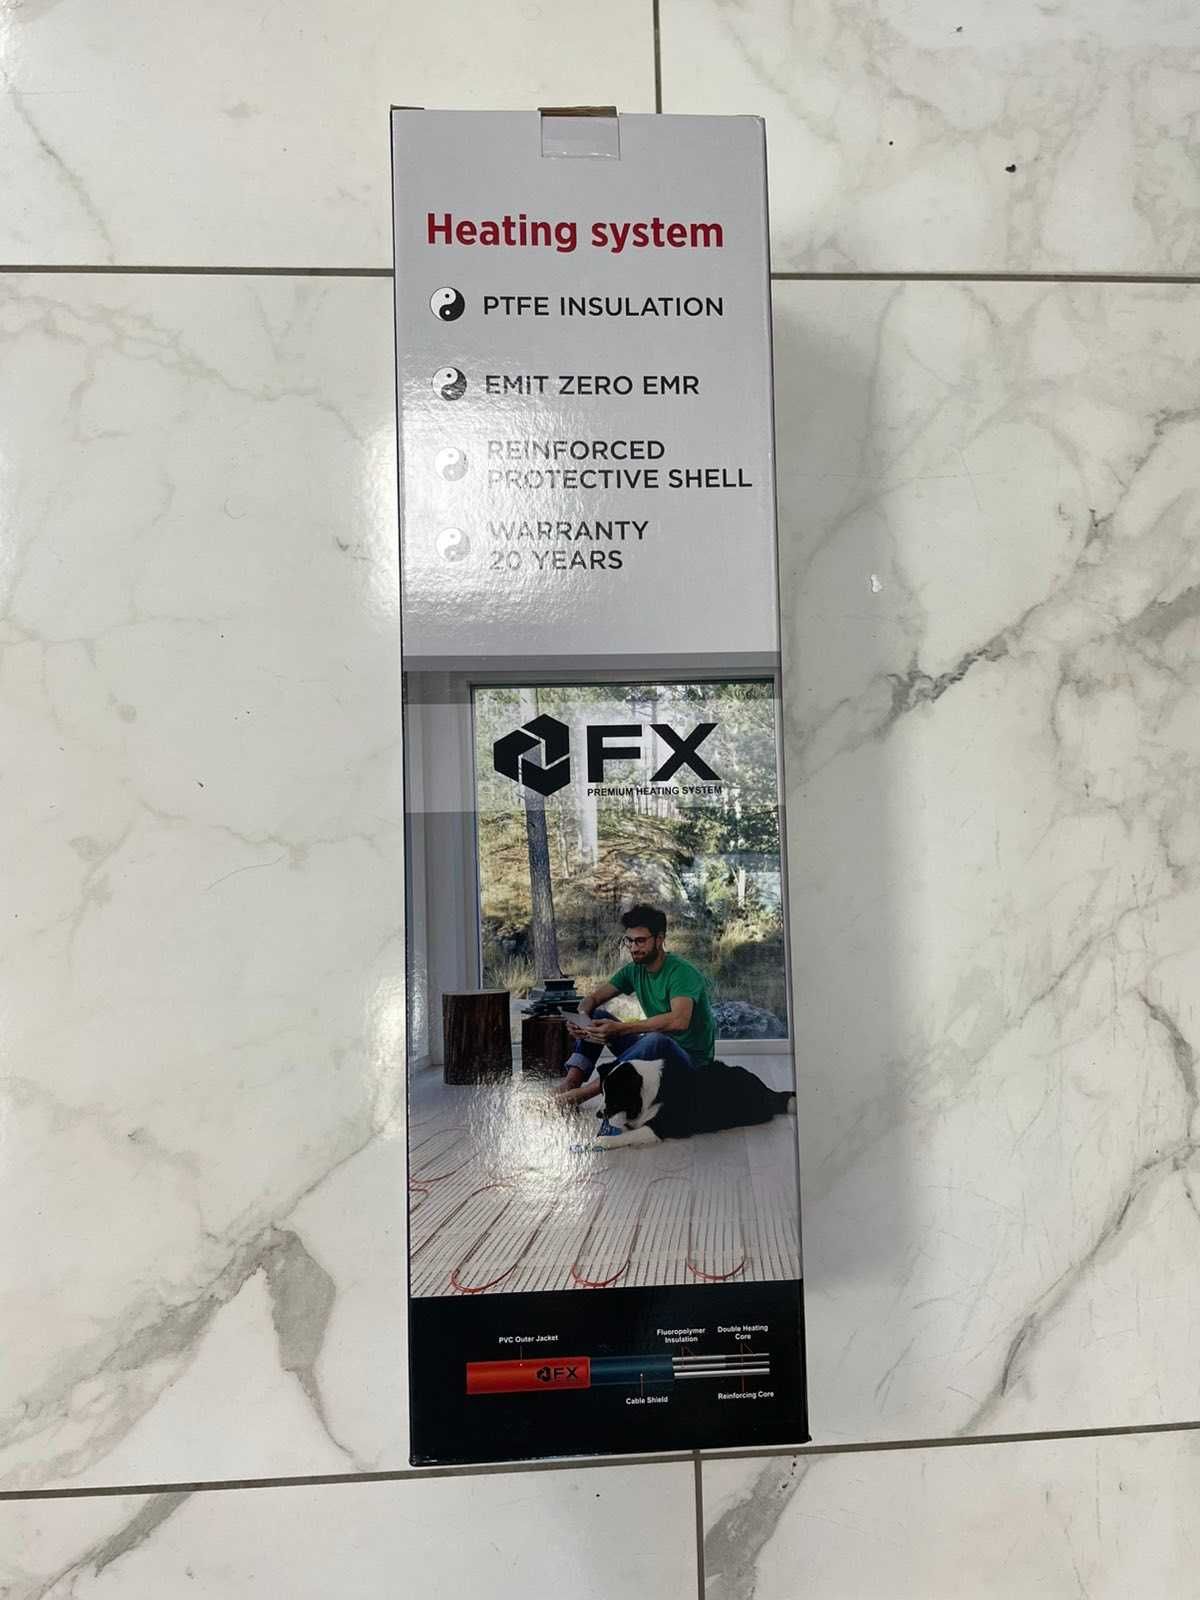 Heating system
PTFE INSULATION
EMIT ZERO EMR
REINFORCED
PROTECTIVE SHELL
WARRANTY
20 YEARS
FX
PREMIUM HEATING SYSTEM
PVC Outer Jacket
Fluoropolymer
Insulation
Double Heating
Core
FX
Cable Shield
Reinforcing Core